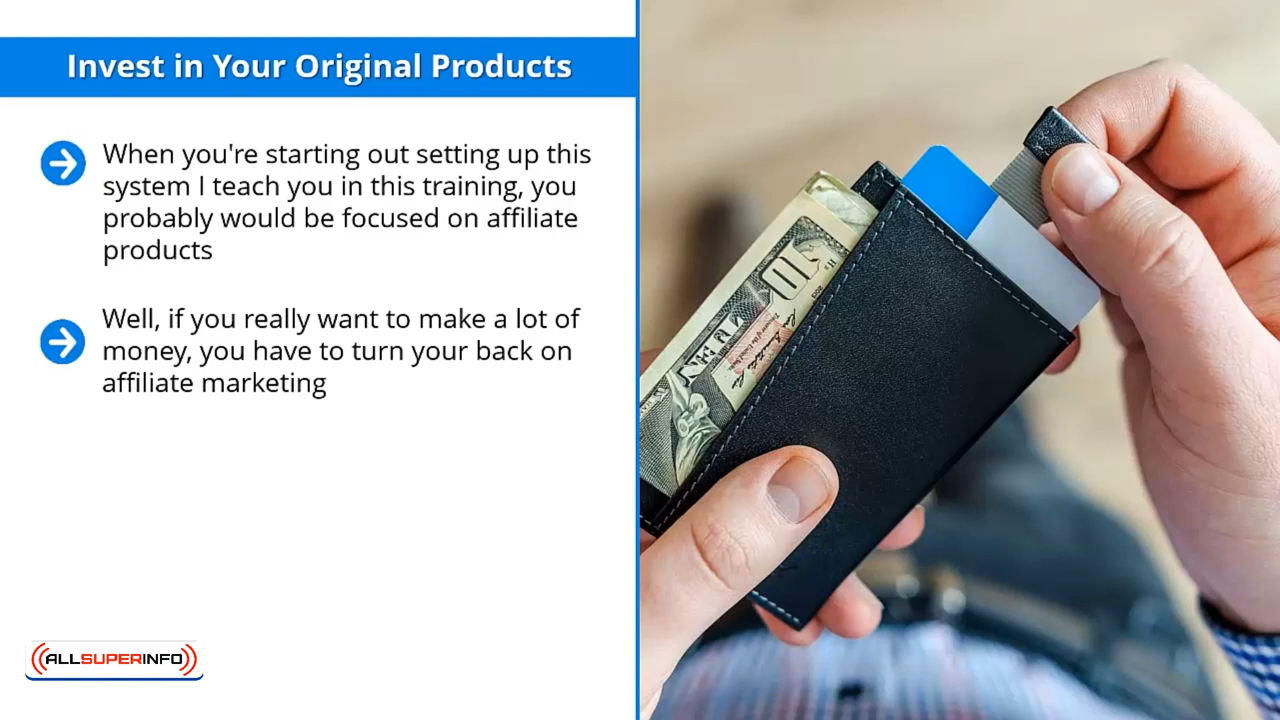 Invest in Your Original Products
When you're starting out setting up this
system I teach you in this training, you
probably would be focused on affiliate
products
Well, if you really want to make a lot of
money, you have to turn your back on
affiliate marketing
10
ALLSUPERINFO